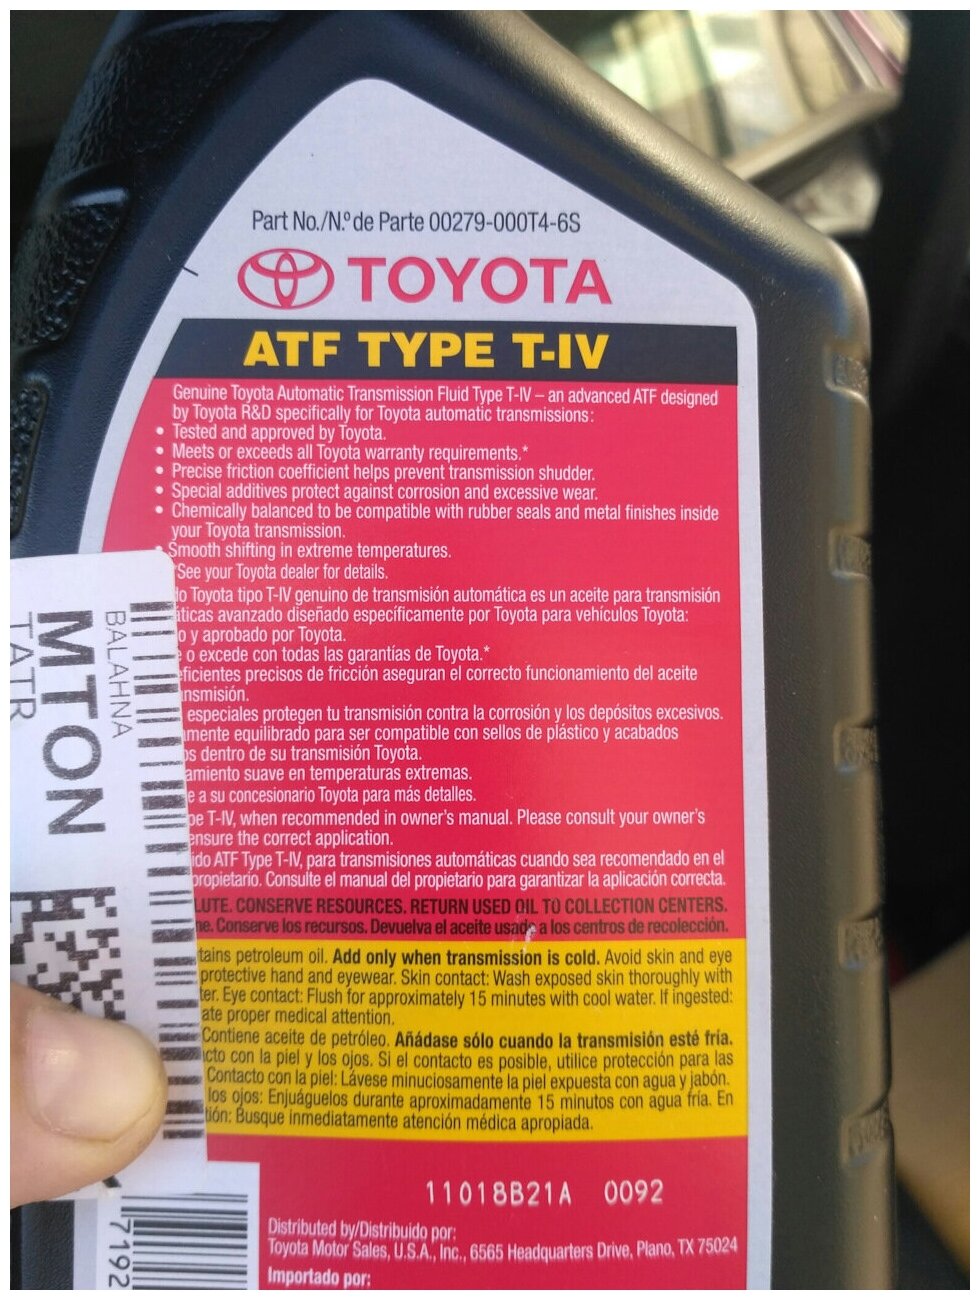 Part No./N.º de Parte 00279-000T4-6S
TOYOTA
ATF TYPE T-IV
Genuine Toyota Automatic Transmission Fluid Type T-IV – an advanced ATF designed
by Toyota R&D specifically for Toyota automatic transmissions:
• Tested and approved by Toyota.
• Meets or exceeds all Toyota warranty requirements.*
• Precise friction coefficient helps prevent transmission shudder.
• Special additives protect against corrosion and excessive wear.
• Chemically balanced to be compatible with rubber seals and metal finishes inside
your Toyota transmission.
• Smooth shifting in extreme temperatures.
*See your Toyota dealer for details.
do Toyota tipo T-IV genuino de transmisión automática es un aceite para transmisión
áticas avanzado diseñado específicamente por Toyota para vehículos Toyota:
o y aprobado por Toyota.
e o excede con todas las garantías de Toyota.*
eficientes precisos de fricción aseguran el correcto funcionamiento del aceite
ansmisión.
especiales protegen tu transmisión contra la corrosión y los depósitos excesivos.
amente equilibrado para ser compatible con sellos de plástico y acabados
os dentro de su transmisión Toyota.
amiento suave en temperaturas extremas.
e a su concesionario Toyota para más detalles.
pe T-IV, when recommended in owner's manual. Please consult your owner's
ensure the correct application.
ido ATF Type T-IV, para transmisiones automáticas cuando sea recomendado en el
propietario. Consulte el manual del propietario para garantizar la aplicación correcta.
LUTE. CONSERVE RESOURCES. RETURN USED OIL TO COLLECTION CENTERS.
ne. Conserve los recursos. Devuelva el aceite usado a los centros de recolección.
tains petroleum oil. Add only when transmission is cold. Avoid skin and eye
protective hand and eyewear. Skin contact: Wash exposed skin thoroughly with
ter. Eye contact: Flush for approximately 15 minutes with cool water. If ingested:
ate proper medical attention.
Contiene aceite de petróleo. Añádase sólo cuando la transmisión esté fría.
cto con la piel y los ojos. Si el contacto es posible, utilice protección para las
Contacto con la piel: Lávese minuciosamente la piel expuesta con agua y jabón.
los ojos: Enjuáguelos durante aproximadamente 15 minutos con agua fría. En
tión: Busque inmediatamente atención médica apropiada.
11018B21A 0092
Distributed by/Distribuido por:
Toyota Motor Sales, U.S.A., Inc., 6565 Headquarters Drive, Plano, TX 75024
Importado por:
BALAHNA
MTON
TATR
7192